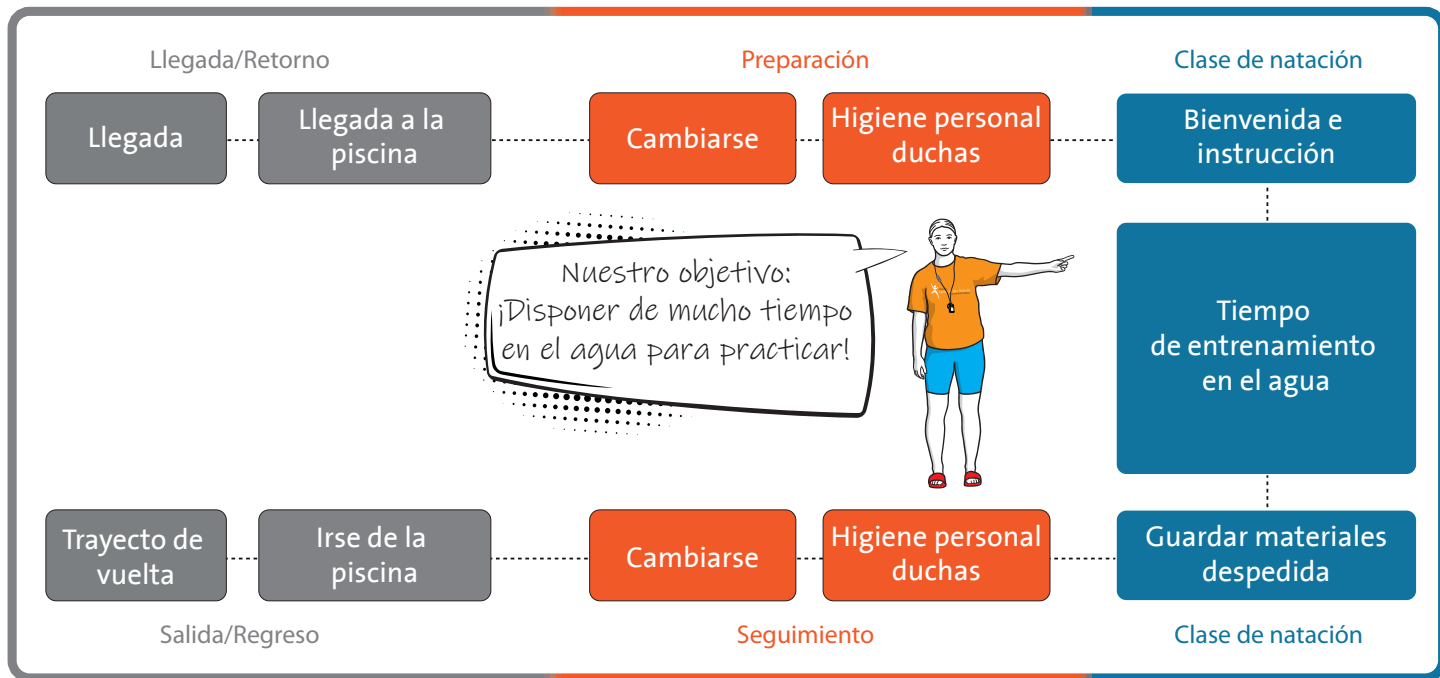 Llegada/Retorno
Preparación
Clase de natación
Llegada
Llegada a la
piscina
Cambiarse
Higiene personal
duchas
Bienvenida e
instrucción
Nuestro objetivo:
¡Disponer de mucho tiempo
en el agua para practicar!
Tiempo
de entrenamiento
en el agua
Trayecto de
vuelta
Irse de la
piscina
Cambiarse
Higiene personal
duchas
Guardar materiales
despedida
Salida/Regreso
Seguimiento
Clase de natación